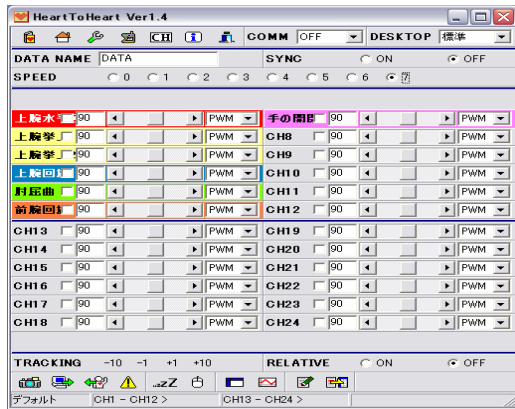 HeartToHeart Ver1.4
CH COMM OFF DESKTOP 標準
DATA NAME DATA SYNC ON OFF
SPEED 0 1 2 3 4 5 6 7
上腕水 90 PWM 手の開閉 90 PWM
上腕挙 90 PWM CH8 90 PWM
上腕挙 90 PWM CH9 90 PWM
上腕回 90 PWM CH10 90 PWM
肘屈曲 90 PWM CH11 90 PWM
前腕回 90 PWM CH12 90 PWM
CH13 90 PWM CH19 90 PWM
CH14 90 PWM CH20 90 PWM
CH15 90 PWM CH21 90 PWM
CH16 90 PWM CH22 90 PWM
CH17 90 PWM CH23 90 PWM
CH18 90 PWM CH24 90 PWM
TRACKING -10 -1 +1 +10 RELATIVE ON OFF
..zZ
デフォルト CH1 - CH12 > CH13 - CH24 >